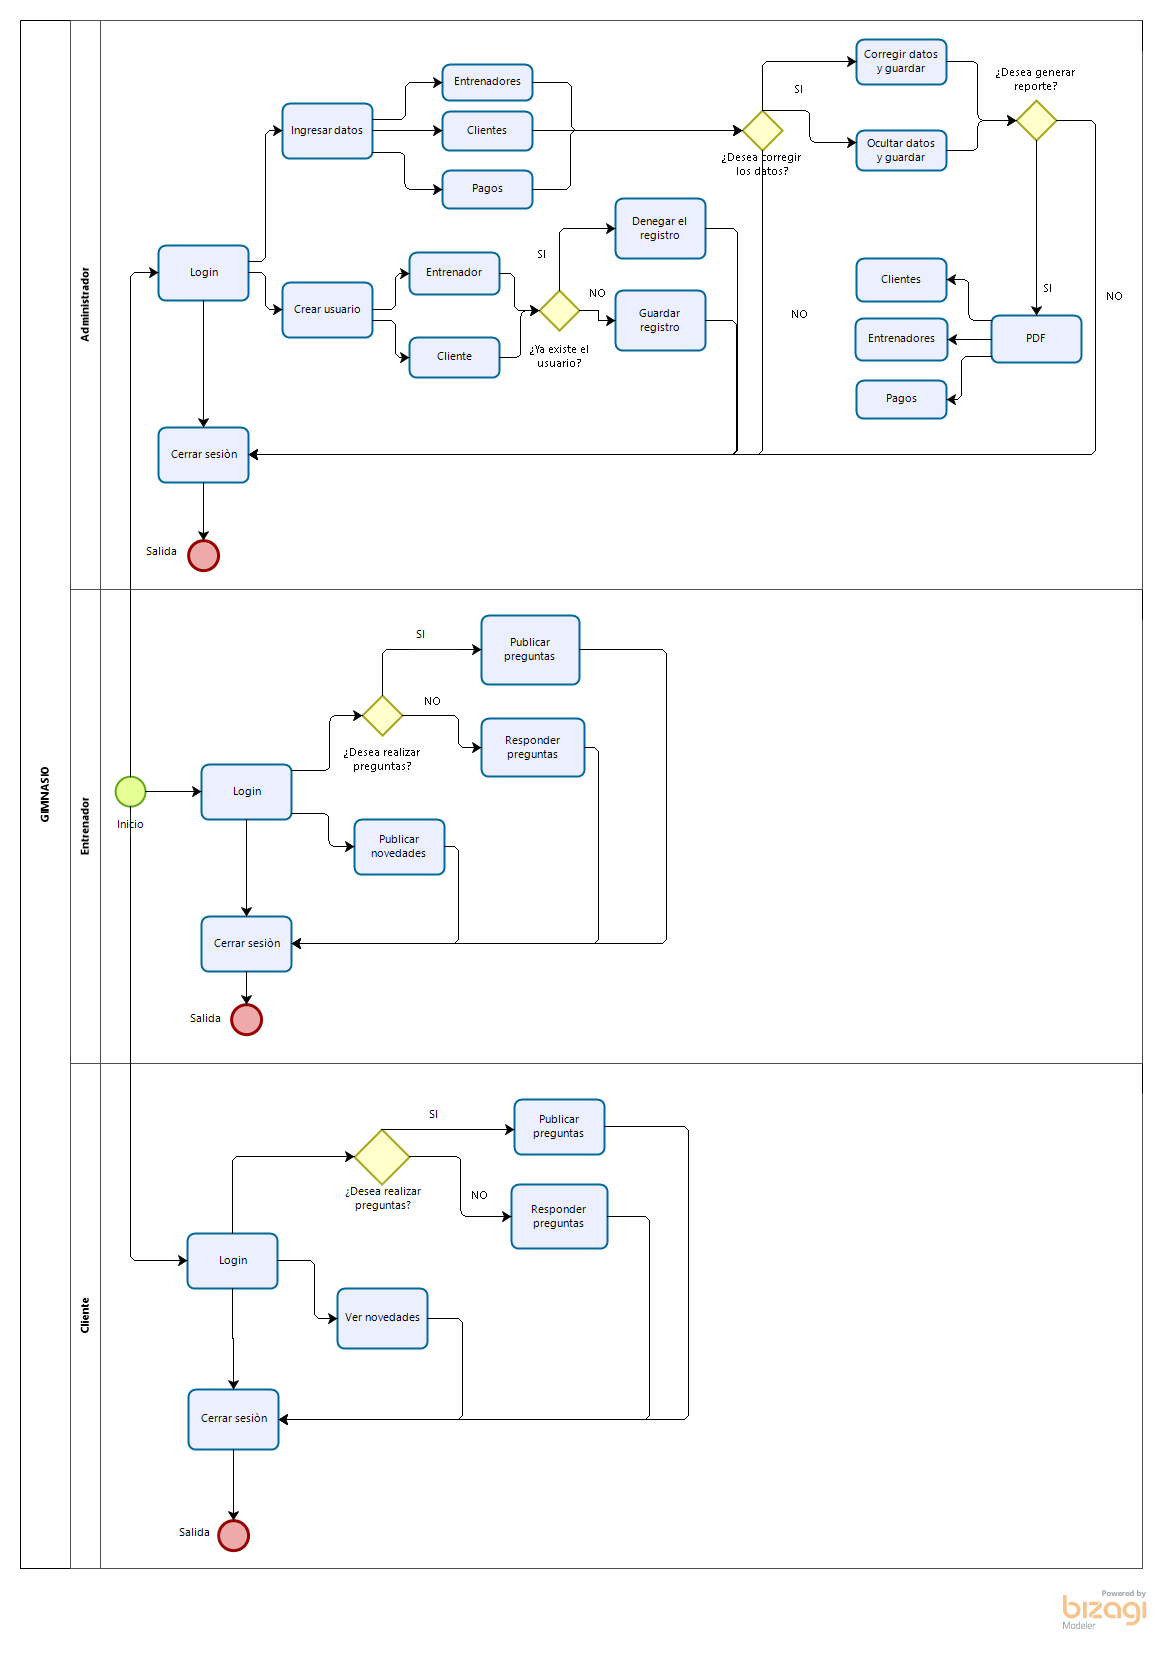 GIMNASIO
Administrador
Corregir datos
y guardar
¿Desea generar
reporte?
Entrenadores
SI
Ingresar datos
Clientes
Ocultar datos
y guardar
¿Desea corregir
los datos?
Pagos
Denegar el
registro
SI
Login
Entrenador
Clientes
SI
NO
NO
Crear usuario
Guardar
registro
NO
Entrenadores
PDF
¿Ya existe el
usuario?
Cliente
Pagos
Cerrar sesiòn
Salida
Entrenador
SI
Publicar
preguntas
NO
¿Desea realizar
preguntas?
Responder
preguntas
Login
Inicio
Publicar
novedades
Cerrar sesiòn
Salida
Cliente
SI
Publicar
preguntas
¿Desea realizar
preguntas?
NO
Responder
preguntas
Login
Ver novedades
Cerrar sesiòn
Salida
Powered by
bizagi
Modeler